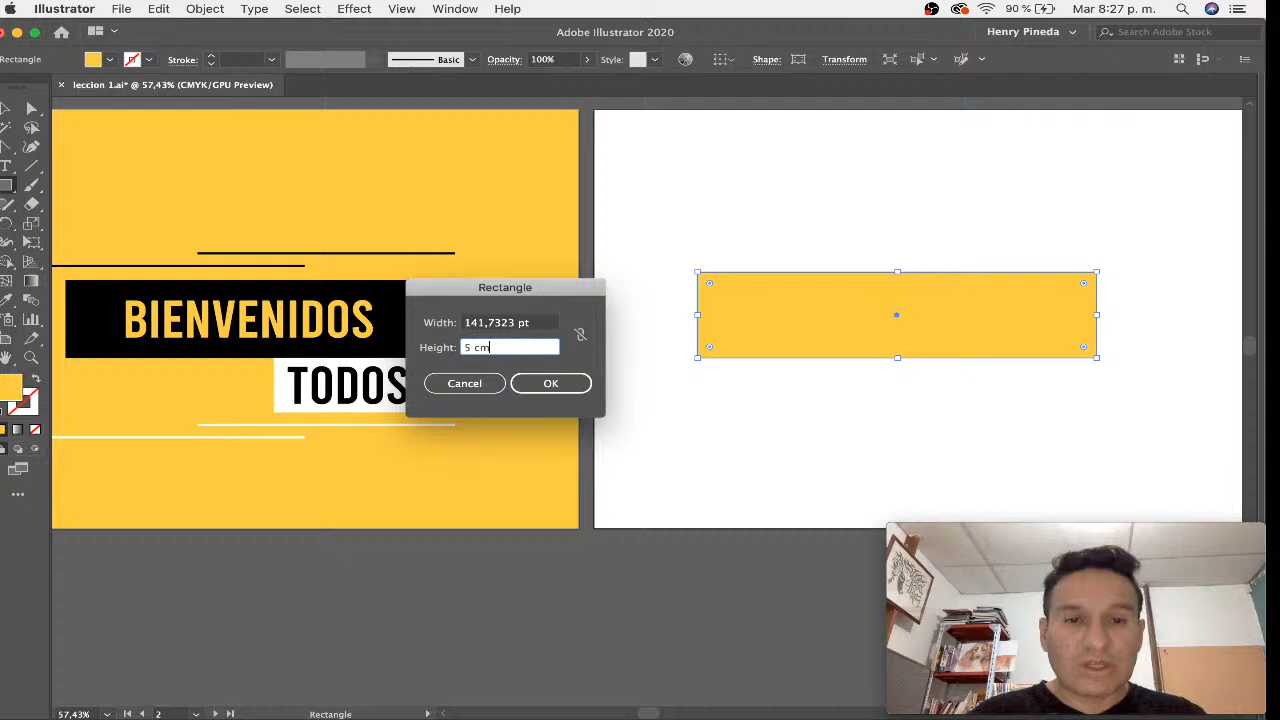 Illustrator File Edit Object Type Select Effect View Window Help 90 % Mar 8:27 p. m.
Adobe Illustrator 2020 Henry Pineda Search Adobe Stock
Rectangle Stroke: Basic Opacity: 100% Style: Shape: Transform
× leccion 1.ai* @ 57,43% (CMYK/GPU Preview)
BIENVENIDOS
TODOS
Rectangle
Width: 141,7323 pt
Height: 5 cm
Cancel OK
57,43% 2 Rectangle